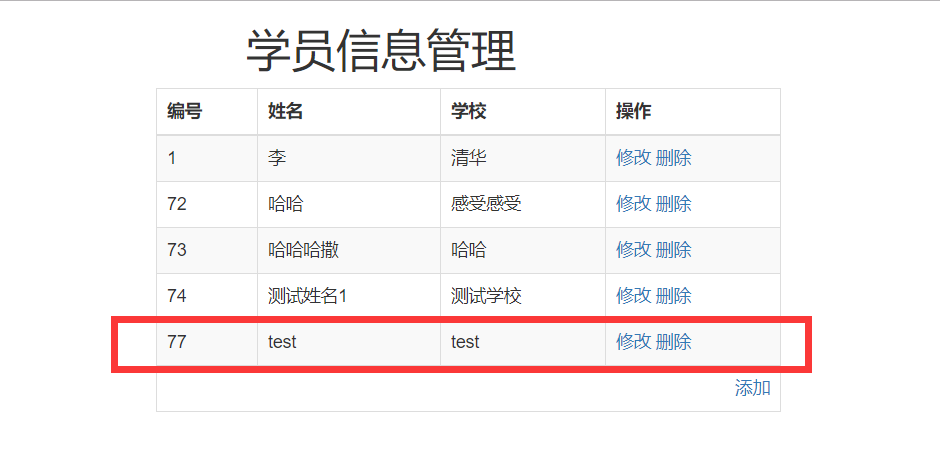 学员信息管理
编号 姓名 学校 操作
1 李 清华 修改 删除
72 哈哈 感受感受 修改 删除
73 哈哈哈撒 哈哈 修改 删除
74 测试姓名1 测试学校 修改 删除
77 test test 修改 删除
添加